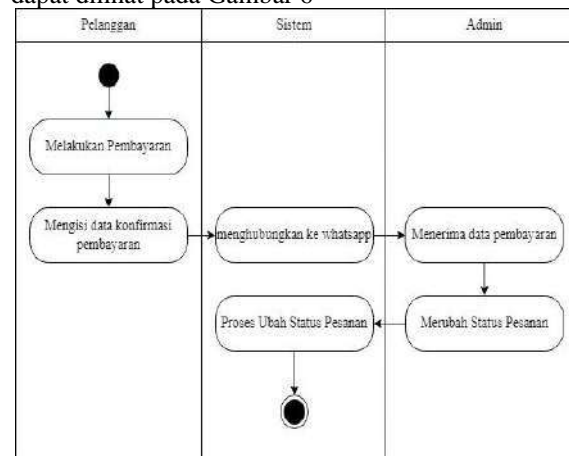 dapat dilihat pada Gambar 6
Pelanggan
Sistem
Admin
Melakukan Pembayaran
Mengisi data konfirmasi
pembayaran
menghubungkan ke whatsapp
Menerima data pembayaran
Proses Ubah Status Pesanan
Merubah Status Pesanan